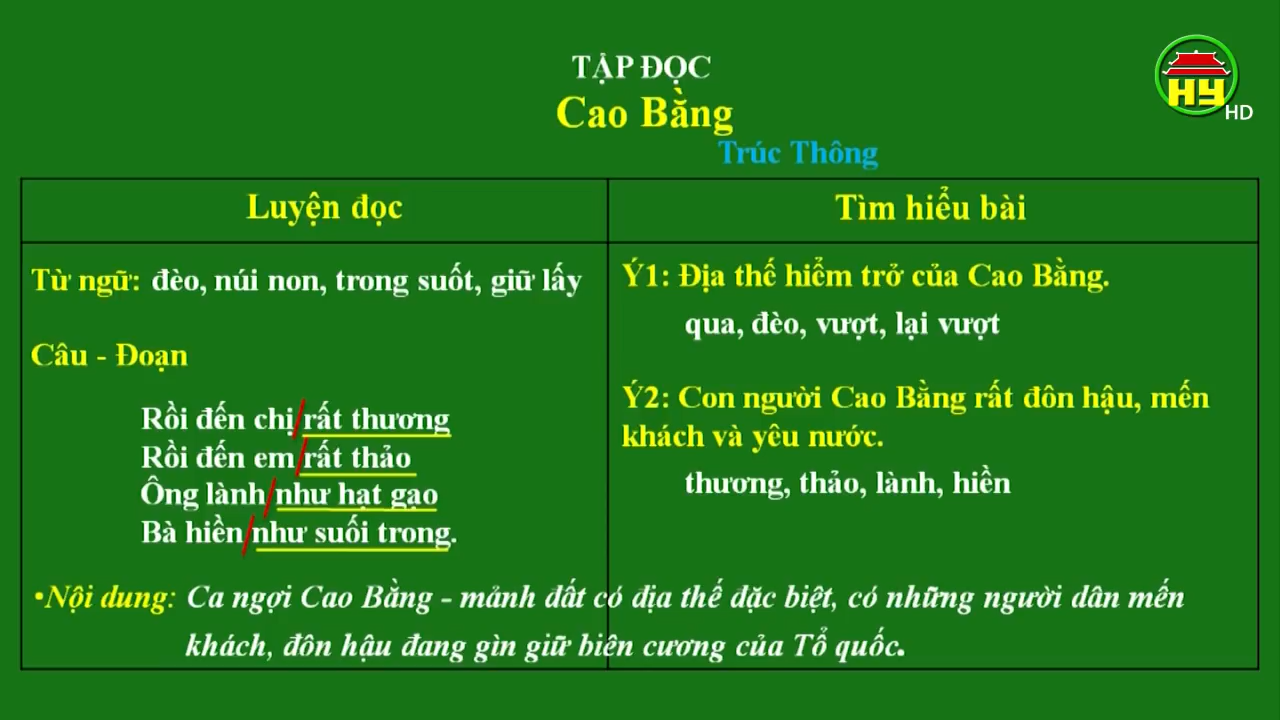 TẬP ĐỌC
Cao Bằng
Trúc Thông
HY
HD
Luyện đọc
Từ ngữ: đèo, núi non, trong suốt, giữ lấy
Câu - Đoạn
Rồi đến chị/rất thương
Rồi đến em/rất thảo
Ông lành/như hạt gạo
Bà hiền/như suối trong.
Tìm hiểu bài
Ý1: Địa thế hiểm trở của Cao Bằng.
qua, đèo, vượt, lại vượt
Ý2: Con người Cao Bằng rất đôn hậu, mến
khách và yêu nước.
thương, thảo, lành, hiền
•Nội dung: Ca ngợi Cao Bằng - mảnh đất có địa thế đặc biệt, có những người dân mến
khách, đôn hậu đang gìn giữ biên cương của Tổ quốc.